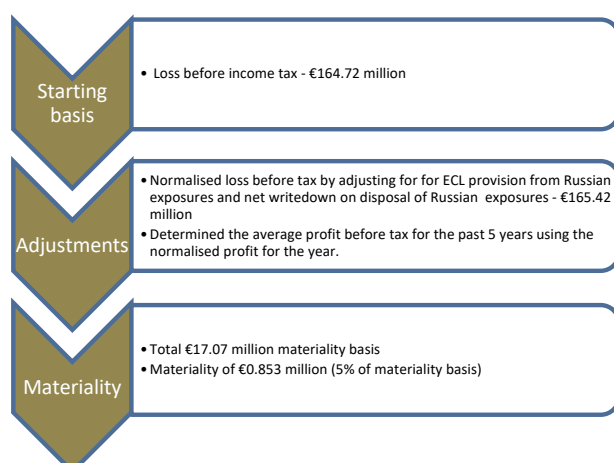 Starting
basis
• Loss before income tax - €164.72 million
Adjustments
•Normalised loss before tax by adjusting for for ECL provision from Russian
exposures and net writedown on disposal of Russian exposures - €165.42
million
•Determined the average profit before tax for the past 5 years using the
normalised profit for the year.
Materiality
•Total €17.07 million materiality basis
•Materiality of €0.853 million (5% of materiality basis)